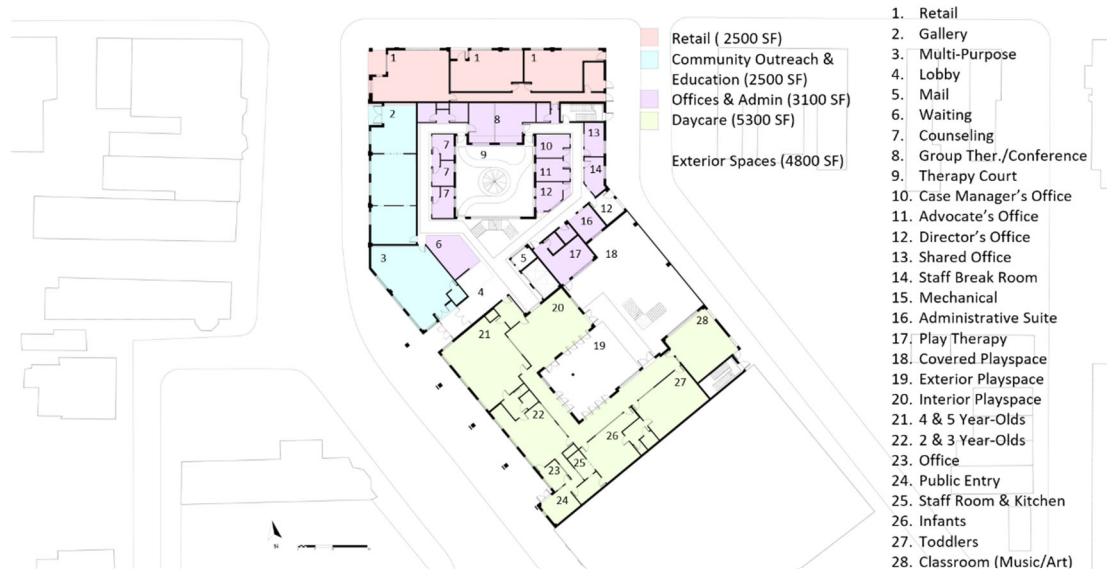 Retail ( 2500 SF)
Community Outreach &
Education (2500 SF)
Offices & Admin (3100 SF)
Daycare (5300 SF)
Exterior Spaces (4800 SF)
1. Retail
2. Gallery
3. Multi-Purpose
4. Lobby
5. Mail
6. Waiting
7. Counseling
8. Group Ther./Conference
9. Therapy Court
10. Case Manager's Office
11. Advocate's Office
12. Director's Office
13. Shared Office
14. Staff Break Room
15. Mechanical
16. Administrative Suite
17. Play Therapy
18. Covered Playspace
19. Exterior Playspace
20. Interior Playspace
21. 4 & 5 Year-Olds
22. 2 & 3 Year-Olds
23. Office
24. Public Entry
25. Staff Room & Kitchen
26. Infants
27. Toddlers
28. Classroom (Music/Art)
1
1
1
2
8
7
9
10
13
7
11
14
7
12
12
16
6
5
17
18
3
4
20
21
28
19
27
22
26
25
23
24